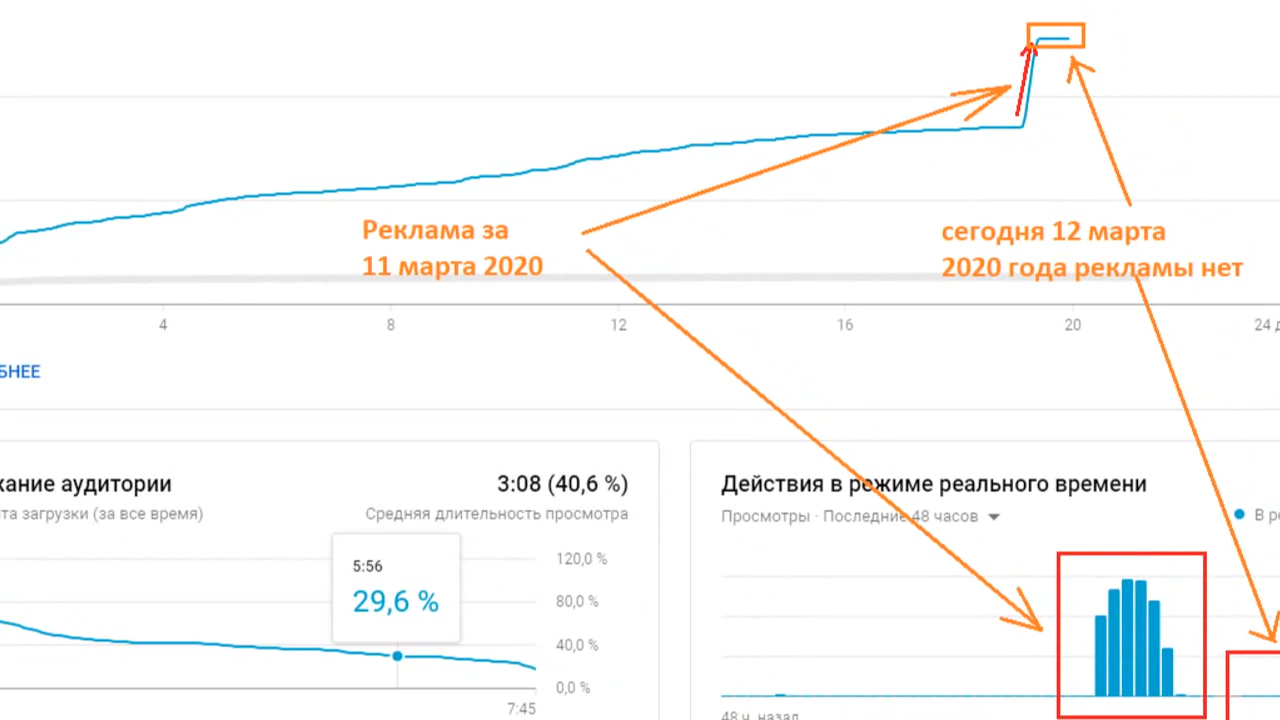 Реклама за
11 марта 2020
сегодня 12 марта
2020 года рекламы нет
4
8
12
16
20
24
БНЕЕ
жание аудитории
3:08 (40,6 %)
та загрузки (за все время)
Средняя длительность просмотра
5:56
29,6 %
120,0 %
80,0 %
40,0 %
0,0 %
7:45
Действия в режиме реального времени
Просмотры · Последние 48 часов
В р
48 ч. назад